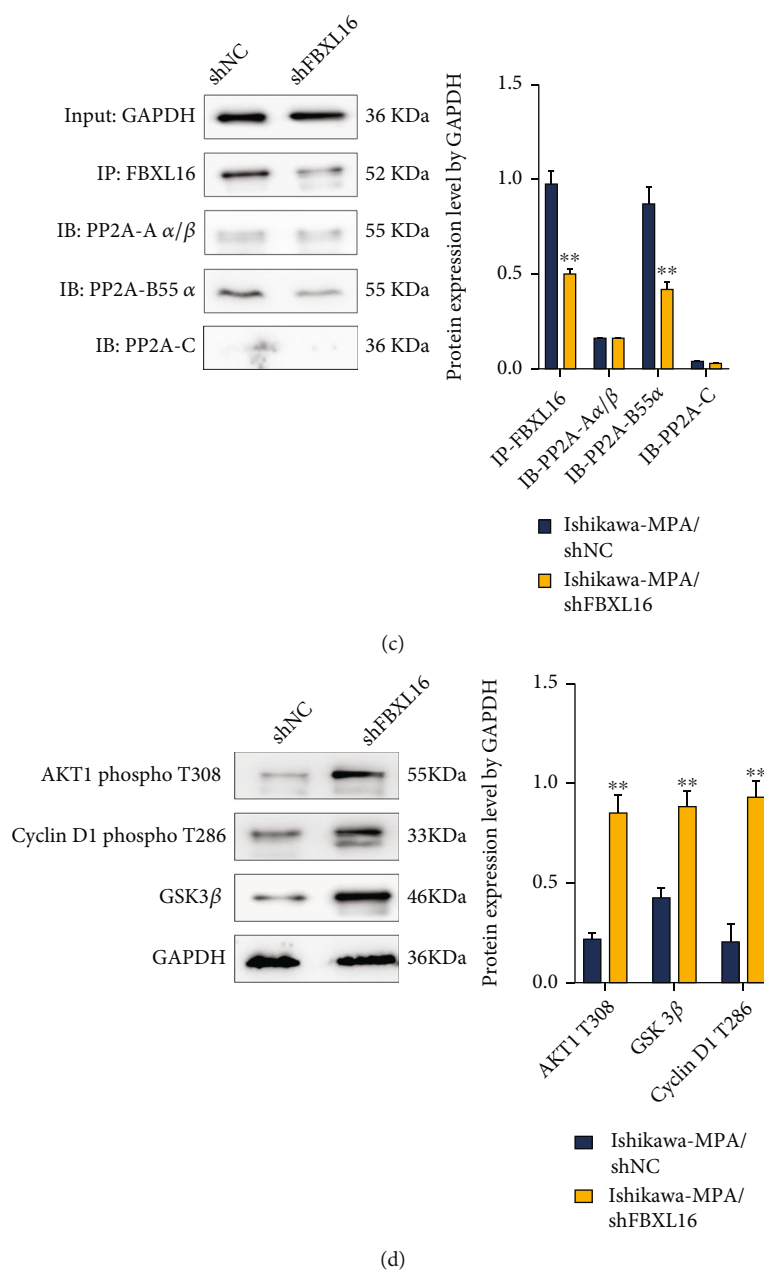 shNC
shFBXL16
Input: GAPDH
36 KDa
IP: FBXL16
52 KDa
IB: PP2A-A α/β
55 KDa
IB: PP2A-B55 α
55 KDa
IB: PP2A-C
36 KDa
Protein expression level by GAPDH
1.5
1.0
0.5
0.0
**
**
IP-FBXL16
IB-PP2A-Aα/β
IB-PP2A-B55α
IB-PP2A-C
Ishikawa-MPA/
shNC
Ishikawa-MPA/
shFBXL16
(c)
shNC
shFBXL16
AKT1 phospho T308
55KDa
Cyclin D1 phospho T286
33KDa
GSK3β
46KDa
GAPDH
36KDa
Protein expression level by GAPDH
1.5
1.0
0.5
0.0
**
**
**
AKT1 T308
GSK 3β
Cyclin D1 T286
Ishikawa-MPA/
shNC
Ishikawa-MPA/
shFBXL16
(d)